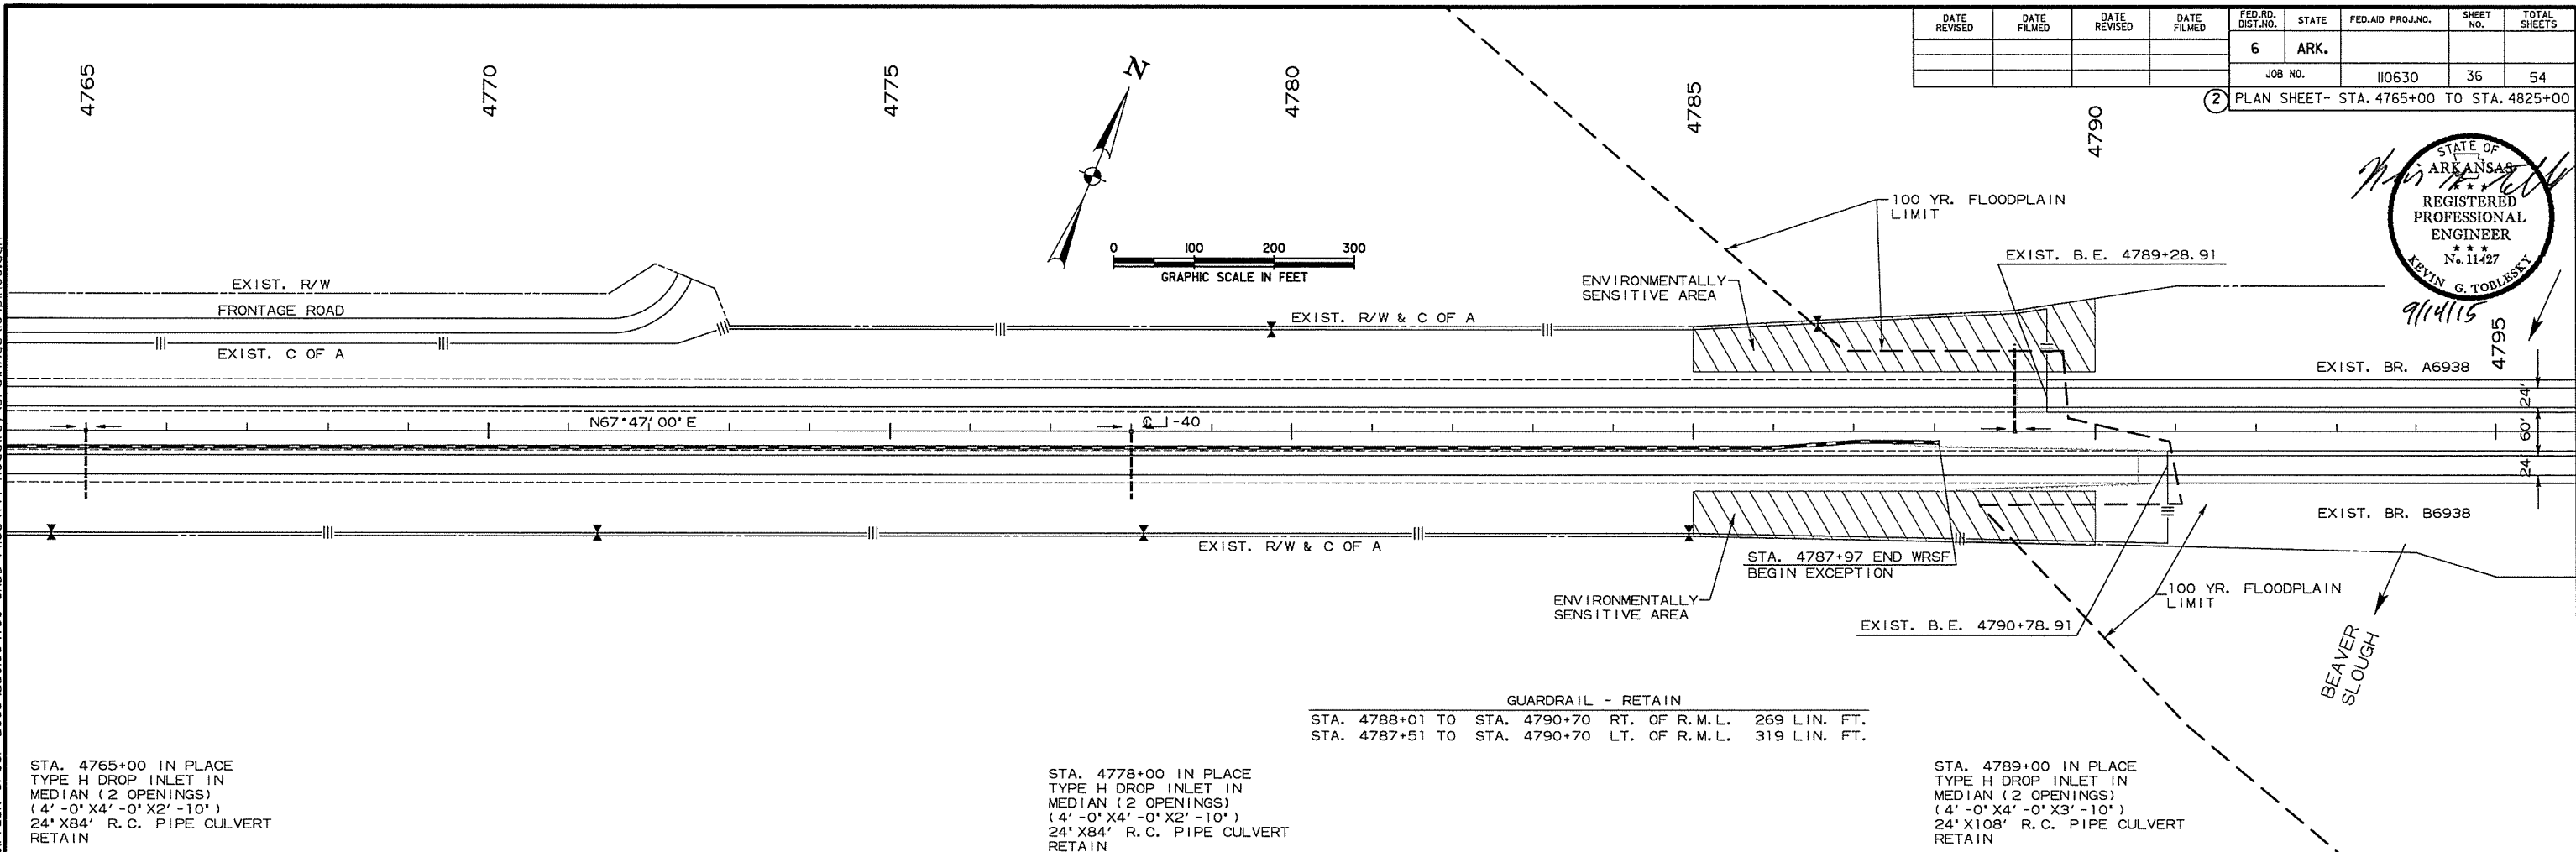 DATE REVISED
DATE FILMED
DATE REVISED
DATE FILMED
FED.RD. DIST.NO.
STATE
FED.AID PROJ.NO.
SHEET NO.
TOTAL SHEETS
6
ARK.
JOB NO.
110630
36
54
2 PLAN SHEET- STA. 4765+00 TO STA. 4825+00
4765
4770
4775
4780
4785
4790
4795
N
STATE OF
ARKANSAS
★ ★ ★
REGISTERED
PROFESSIONAL
ENGINEER
★ ★ ★
No. 11427
KEVIN G. TOBLESKY
9/14/15
0 100 200 300
GRAPHIC SCALE IN FEET
100 YR. FLOODPLAIN
LIMIT
EXIST. B.E. 4789+28.91
ENVIRONMENTALLY
SENSITIVE AREA
EXIST. R/W
FRONTAGE ROAD
EXIST. C OF A
EXIST. R/W & C OF A
EXIST. BR. A6938
24'
60'
24'
N67°47'00"E
℄ I-40
EXIST. BR. B6938
EXIST. R/W & C OF A
STA. 4787+97 END WRSF
BEGIN EXCEPTION
ENVIRONMENTALLY
SENSITIVE AREA
100 YR. FLOODPLAIN
LIMIT
EXIST. B.E. 4790+78.91
BEAVER
SLOUGH
GUARDRAIL - RETAIN
STA. 4788+01 TO STA. 4790+70 RT. OF R.M.L. 269 LIN. FT.
STA. 4787+51 TO STA. 4790+70 LT. OF R.M.L. 319 LIN. FT.
STA. 4765+00 IN PLACE
TYPE H DROP INLET IN
MEDIAN (2 OPENINGS)
(4'-0"X4'-0"X2'-10")
24"X84' R.C. PIPE CULVERT
RETAIN
STA. 4778+00 IN PLACE
TYPE H DROP INLET IN
MEDIAN (2 OPENINGS)
(4'-0"X4'-0"X2'-10")
24"X84' R.C. PIPE CULVERT
RETAIN
STA. 4789+00 IN PLACE
TYPE H DROP INLET IN
MEDIAN (2 OPENINGS)
(4'-0"X4'-0"X3'-10")
24"X108' R.C. PIPE CULVERT
RETAIN